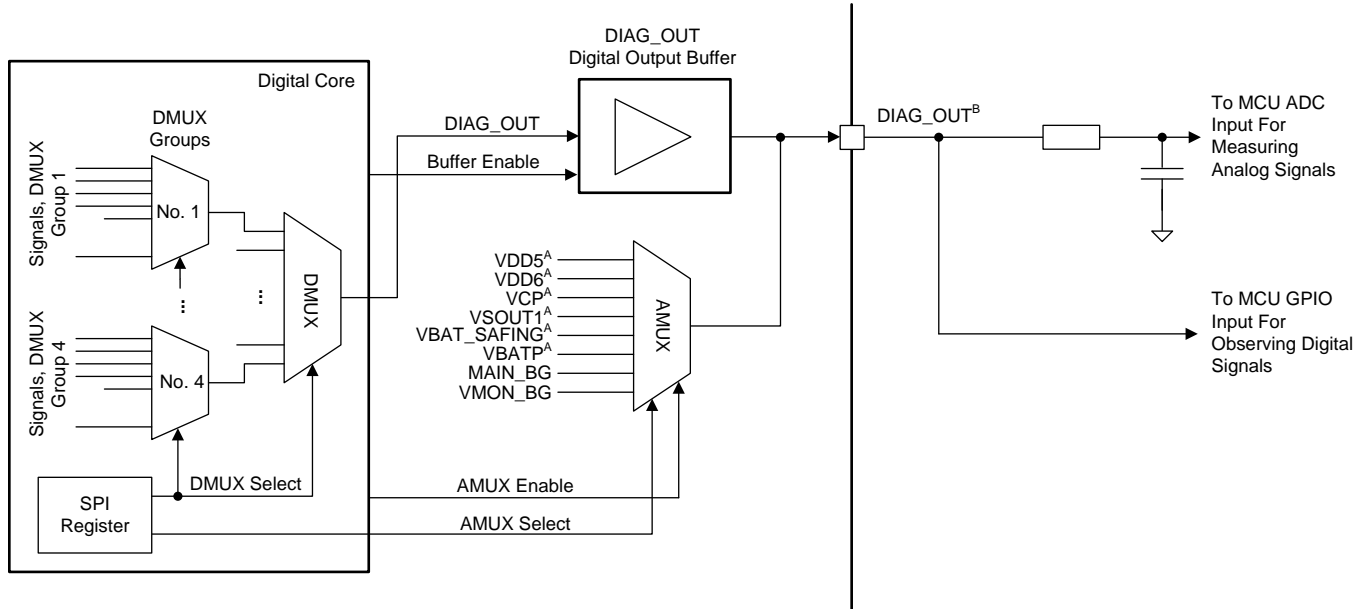 DIAG_OUT
Digital Output Buffer
Digital Core
DMUX
Groups
Signals, DMUX
Group 1
No. 1
...
Signals, DMUX
Group 4
No. 4
...
DMUX
SPI
Register
DMUX Select
DIAG_OUT
Buffer Enable
VDD5^A
VDD6^A
VCP^A
VSOUT1^A
VBAT_SAFING^A
VBATP^A
MAIN_BG
VMON_BG
AMUX
AMUX Enable
AMUX Select
DIAG_OUT^B
To MCU ADC
Input For
Measuring
Analog Signals
To MCU GPIO
Input For
Observing Digital
Signals